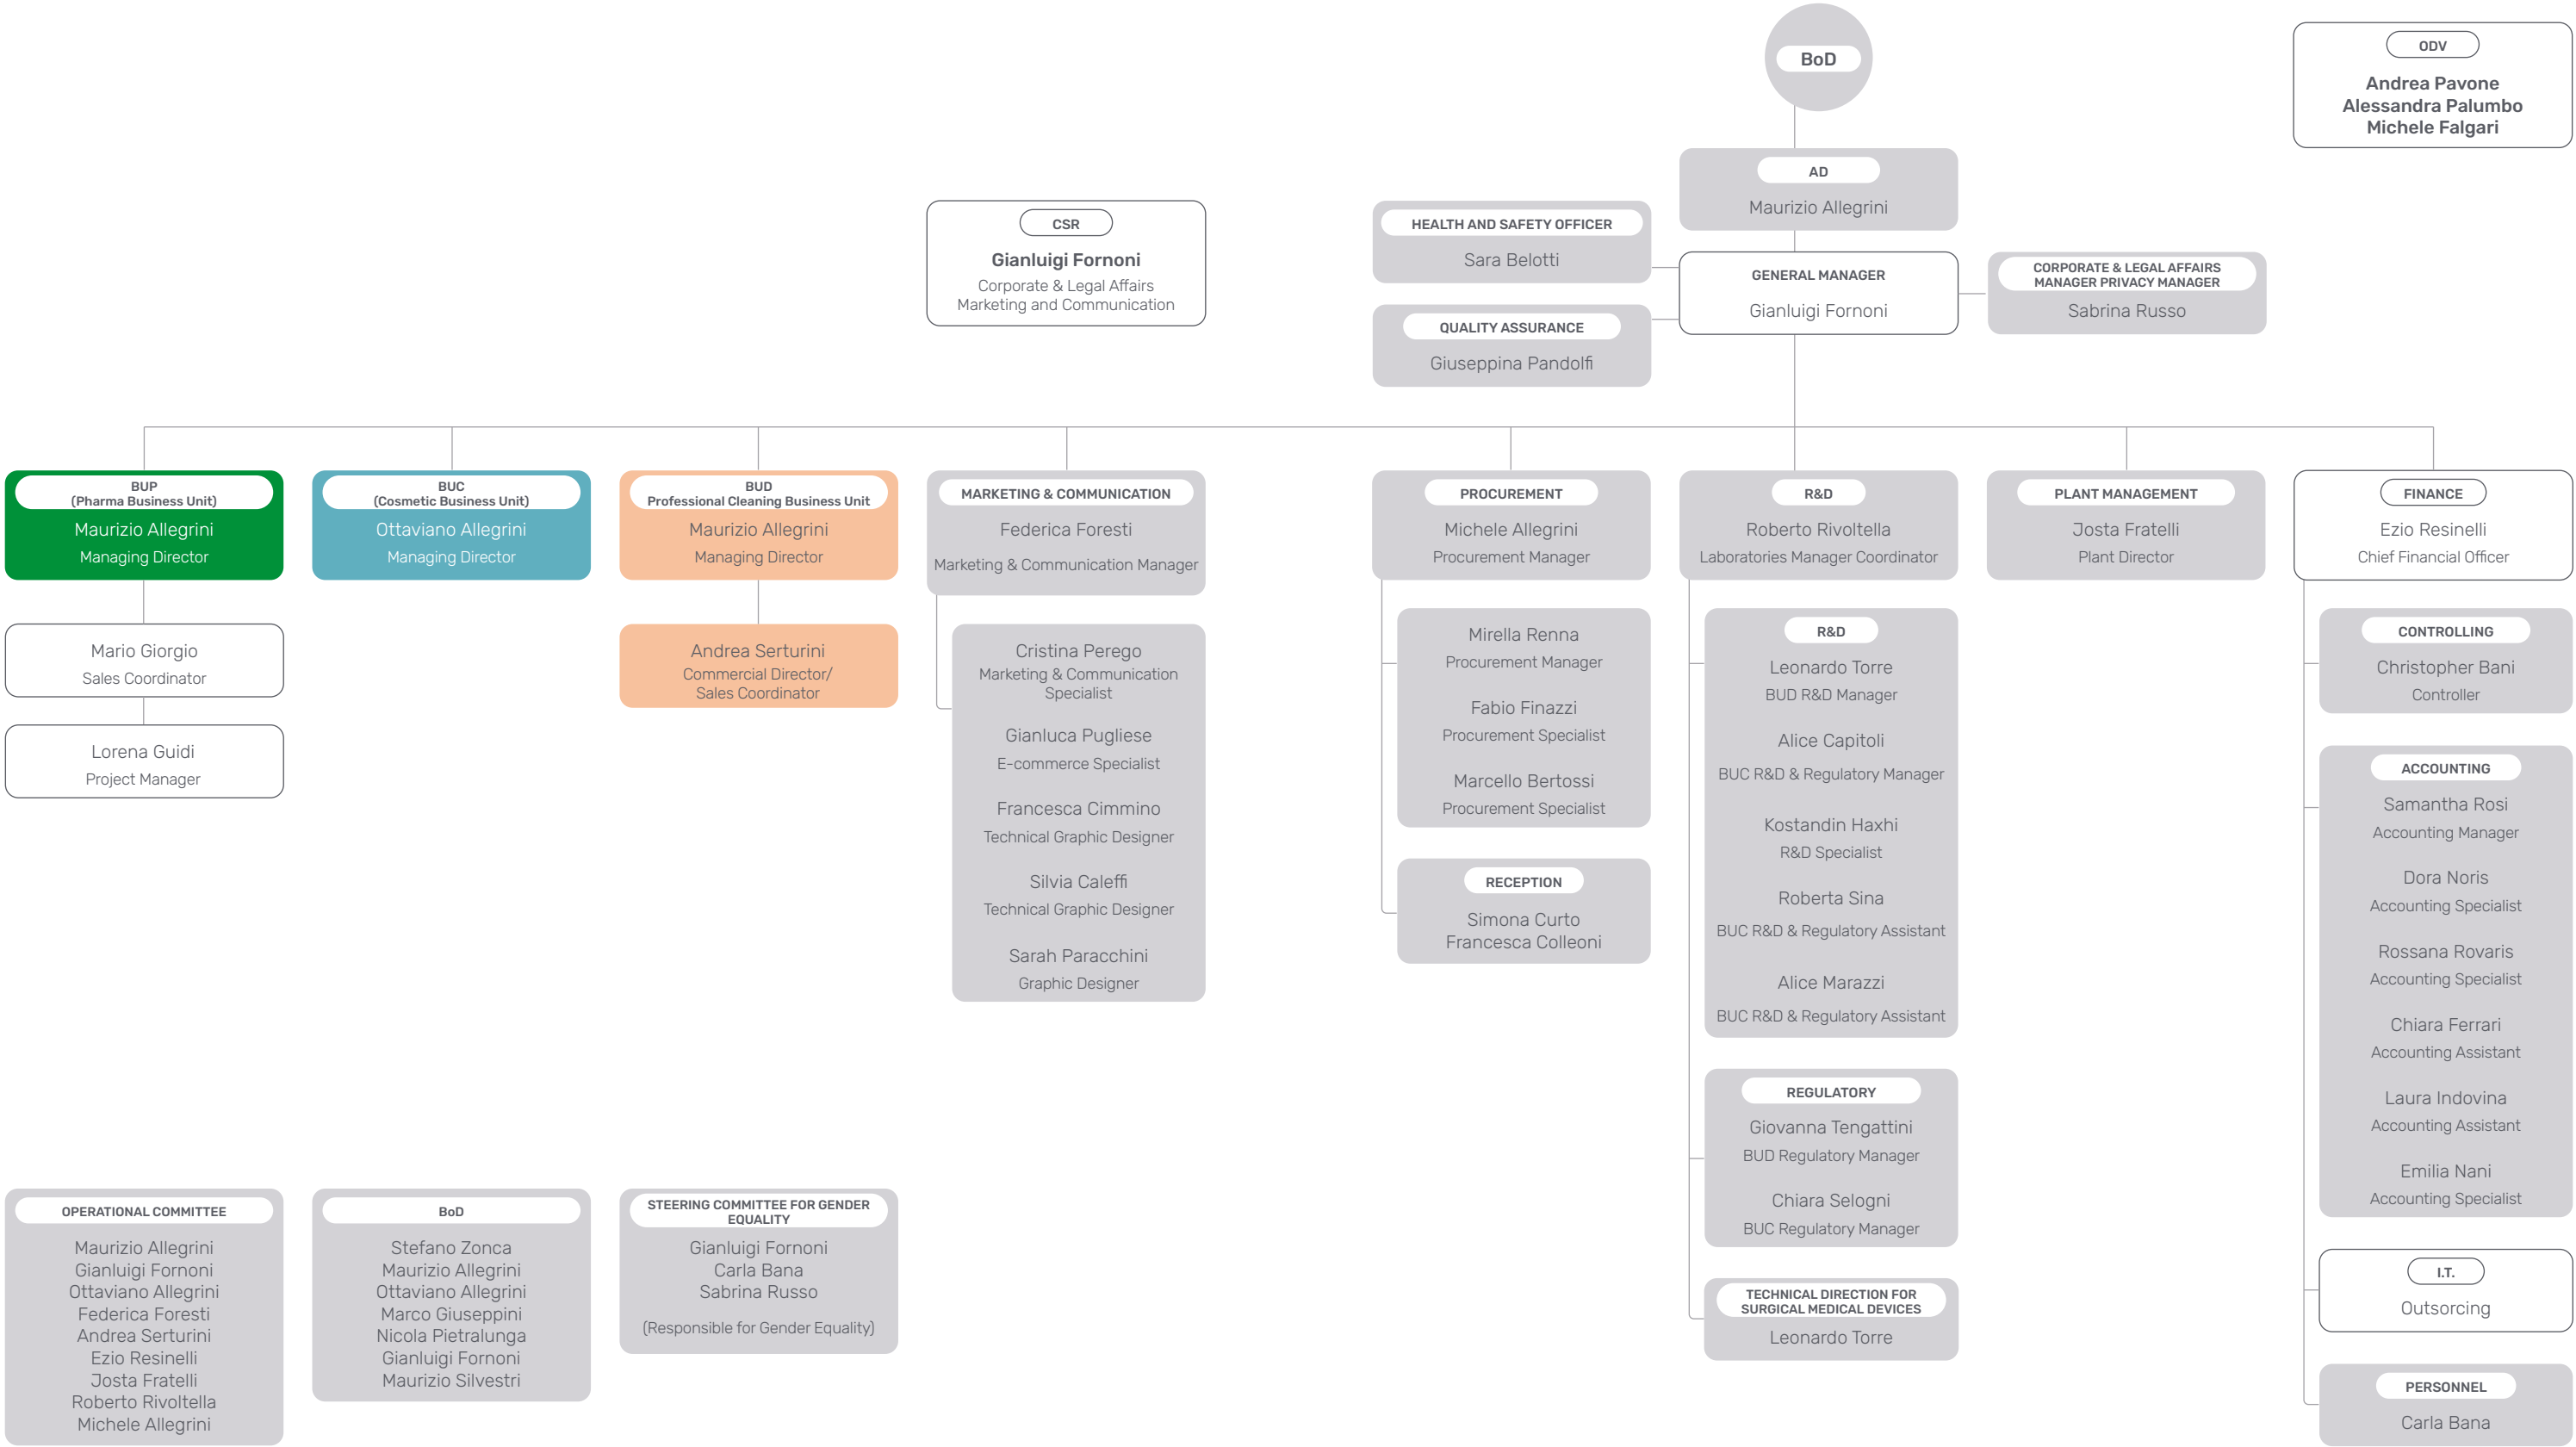 BoD
ODV
Andrea Pavone
Alessandra Palumbo
Michele Falgari
AD
Maurizio Allegrini
CSR
Gianluigi Fornoni
Corporate & Legal Affairs
Marketing and Communication
HEALTH AND SAFETY OFFICER
Sara Belotti
QUALITY ASSURANCE
Giuseppina Pandolfi
GENERAL MANAGER
Gianluigi Fornoni
CORPORATE & LEGAL AFFAIRS
MANAGER PRIVACY MANAGER
Sabrina Russo
BUP
(Pharma Business Unit)
Maurizio Allegrini
Managing Director
Mario Giorgio
Sales Coordinator
Lorena Guidi
Project Manager
BUC
(Cosmetic Business Unit)
Ottaviano Allegrini
Managing Director
BUD
Professional Cleaning Business Unit
Maurizio Allegrini
Managing Director
Andrea Serturini
Commercial Director/
Sales Coordinator
MARKETING & COMMUNICATION
Federica Foresti
Marketing & Communication Manager
Cristina Perego
Marketing & Communication
Specialist
Gianluca Pugliese
E-commerce Specialist
Francesca Cimmino
Technical Graphic Designer
Silvia Caleffi
Technical Graphic Designer
Sarah Paracchini
Graphic Designer
PROCUREMENT
Michele Allegrini
Procurement Manager
Mirella Renna
Procurement Manager
Fabio Finazzi
Procurement Specialist
Marcello Bertossi
Procurement Specialist
RECEPTION
Simona Curto
Francesca Colleoni
R&D
Roberto Rivoltella
Laboratories Manager Coordinator
R&D
Leonardo Torre
BUD R&D Manager
Alice Capitoli
BUC R&D & Regulatory Manager
Kostandin Haxhi
R&D Specialist
Roberta Sina
BUC R&D & Regulatory Assistant
Alice Marazzi
BUC R&D & Regulatory Assistant
REGULATORY
Giovanna Tengattini
BUD Regulatory Manager
Chiara Selogni
BUC Regulatory Manager
TECHNICAL DIRECTION FOR
SURGICAL MEDICAL DEVICES
Leonardo Torre
PLANT MANAGEMENT
Josta Fratelli
Plant Director
FINANCE
Ezio Resinelli
Chief Financial Officer
CONTROLLING
Christopher Bani
Controller
ACCOUNTING
Samantha Rosi
Accounting Manager
Dora Noris
Accounting Specialist
Rossana Rovaris
Accounting Specialist
Chiara Ferrari
Accounting Assistant
Laura Indovina
Accounting Assistant
Emilia Nani
Accounting Specialist
I.T.
Outsorcing
PERSONNEL
Carla Bana
OPERATIONAL COMMITTEE
Maurizio Allegrini
Gianluigi Fornoni
Ottaviano Allegrini
Federica Foresti
Andrea Serturini
Ezio Resinelli
Josta Fratelli
Roberto Rivoltella
Michele Allegrini
BoD
Stefano Zonca
Maurizio Allegrini
Ottaviano Allegrini
Marco Giuseppini
Nicola Pietralunga
Gianluigi Fornoni
Maurizio Silvestri
STEERING COMMITTEE FOR GENDER
EQUALITY
Gianluigi Fornoni
Carla Bana
Sabrina Russo
(Responsible for Gender Equality)